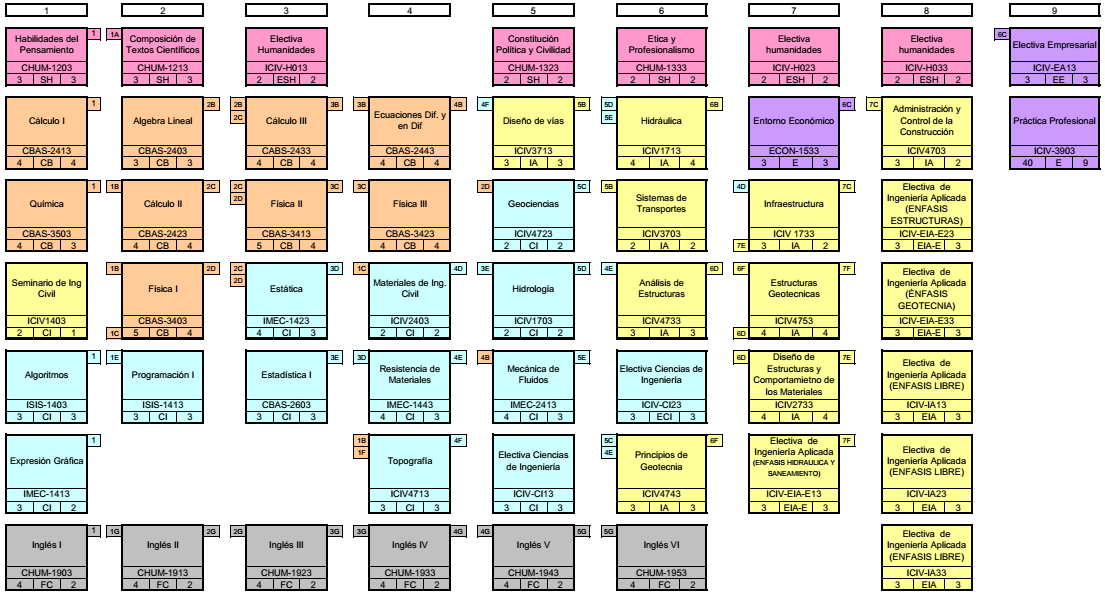 1 2 3 4 5 6 7 8 9
1
Habilidades del
Pensamiento
CHUM-1203
3 SH 3
1A
Composición de
Textos Científicos
CHUM-1213
3 SH 3
Electiva
Humanidades
ICIV-H013
2 ESH 2
Constitución
Política y Civilidad
CHUM-1323
2 SH 2
Etica y
Profesionalismo
CHUM-1333
2 SH 2
Electiva
humanidades
ICIV-H023
2 ESH 2
Electiva
humanidades
ICIV-H033
2 ESH 2
6C
Electiva Empresarial
ICIV-EA13
3 EE 3
1
Cálculo I
CBAS-2413
4 CB 4
2B
Algebra Lineal
CBAS-2403
3 CB 3
2B 3B
2C
Cálculo III
CABS-2433
4 CB 4
3B 4B
Ecuaciones Dif. y
en Dif
CBAS-2443
4 CB 4
4F 5B
Diseño de vías
ICIV3713
3 IA 3
5D 6B
5E
Hidráulica
ICIV1713
4 IA 4
6C
Entorno Económico
ECON-1533
3 E 3
7C
Administración y
Control de la
Construcción
ICIV4703
3 IA 2
Práctica Profesional
ICIV-3903
40 E 9
1
Química
CBAS-3503
4 CB 3
1B 2C
Cálculo II
CBAS-2423
4 CB 4
2C 3C
2D
Física II
CBAS-3413
5 CB 4
3C
Física III
CBAS-3423
4 CB 4
2D 5C
Geociencias
ICIV4723
2 CI 2
5B
Sistemas de
Transportes
ICIV3703
2 IA 2
4D 7C
Infraestructura
ICIV 1733
7E 3 IA 2
Electiva de
Ingeniería Aplicada
(ENFASIS
ESTRUCTURAS)
ICIV-EIA-E23
3 EIA-E 3
Seminario de Ing
Civil
ICIV1403
2 CI 1
1B 2D
Física I
CBAS-3403
1C 5 CB 4
2C 3D
2D
Estática
IMEC-1423
4 CI 3
1C 4D
Materiales de Ing.
Civil
ICIV2403
2 CI 2
3E 5D
Hidrologia
ICIV1703
2 CI 2
4E 6D
Análisis de
Estructuras
ICIV4733
3 IA 3
6F 7F
Estructuras
Geotecnicas
ICIV4753
6D 4 IA 4
Electiva de
Ingeniería Aplicada
(ÉNFASIS
GEOTECNIA)
ICIV-EIA-E33
3 EIA-E 3
1
Algoritmos
ISIS-1403
3 CI 3
1E
Programación I
ISIS-1413
3 CI 3
3E
Estadística I
CBAS-2603
3 CI 3
3D 4E
Resistencia de
Materiales
IMEC-1443
4 CI 3
4B 5E
Mecánica de
Fluidos
IMEC-2413
4 CI 3
Electiva Ciencias de
Ingeniería
ICIV-CI23
3 ECI 3
6D 7E
Diseño de
Estructuras y
Comportamietno de
los Materiales
ICIV2733
4 IA 4
Electiva de
Ingeniería Aplicada
(ENFASIS LIBRE)
ICIV-IA13
3 EIA 3
1
Expresión Gráfica
IMEC-1413
3 CI 2
1B 4F
1F
Topografía
ICIV4713
3 CI 3
Electiva Ciencias
de Ingeniería
ICIV-CI13
3 CI 3
5C 6F
4E
Principios de
Geotecnia
ICIV4743
3 IA 3
7F
Electiva de
Ingeniería Aplicada
(ENFASIS HIDRAULICA Y
SANEAMIENTO)
ICIV-EIA-E13
3 EIA-E 3
Electiva de
Ingeniería Aplicada
(ENFASIS LIBRE)
ICIV-IA23
3 EIA 3
1
Inglés I
CHUM-1903
4 FC 2
1G 2G
Inglés II
CHUM-1913
4 FC 2
2G 3G
Inglés III
CHUM-1923
4 FC 2
3G 4G
Inglés IV
CHUM-1933
4 FC 2
4G 5G
Inglés V
CHUM-1943
4 FC 2
5G
Inglés VI
CHUM-1953
4 FC 2
Electiva de
Ingeniería Aplicada
(ENFASIS LIBRE)
ICIV-IA33
3 EIA 3